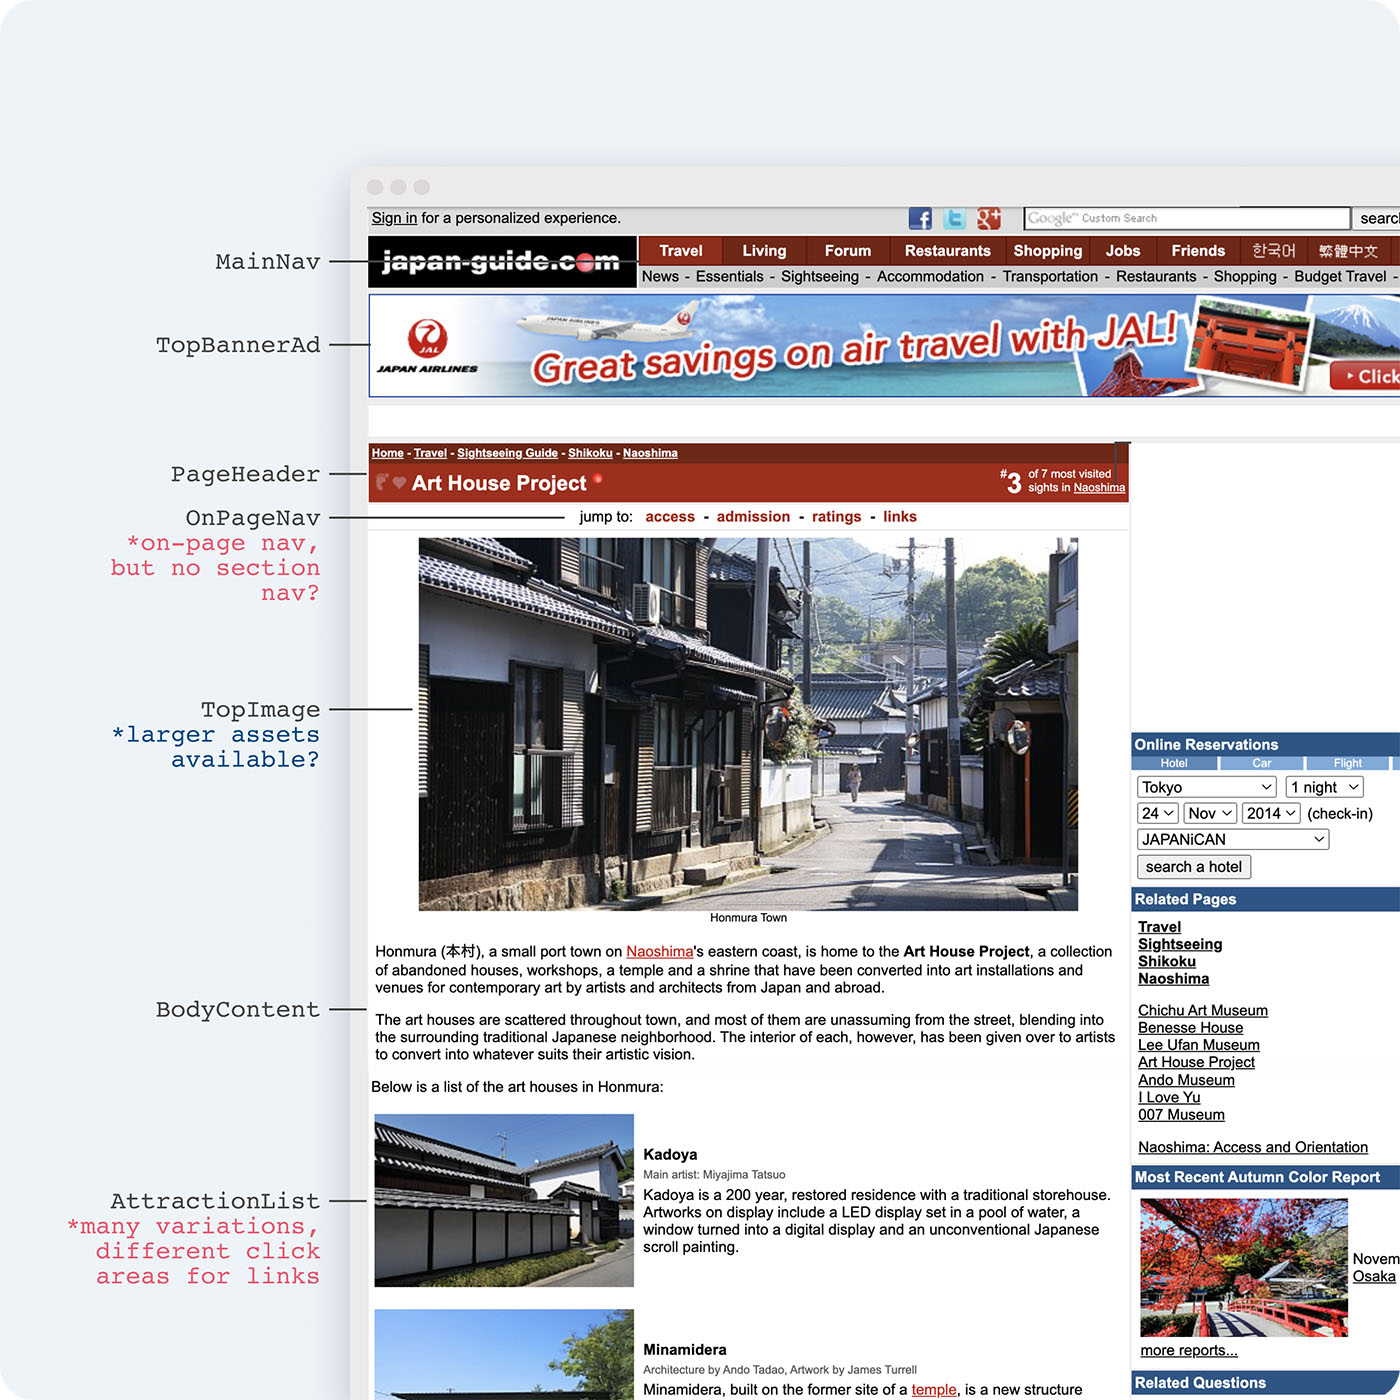 Sign in for a personalized experience.
Google™ Custom Search
searc
MainNav
japan-guide.com
Travel
Living
Forum
Restaurants
Shopping
Jobs
Friends
한국어
繁體中文
News - Essentials - Sightseeing - Accommodation - Transportation - Restaurants - Shopping - Budget Travel -
TopBannerAd
JAPAN AIRLINES
JAL
JAPAN AIRLINES
Great savings on air travel with JAL!
Click
PageHeader
Home - Travel - Sightseeing Guide - Shikoku - Naoshima
Art House Project
#3 of 7 most visited
sights in Naoshima
OnPageNav
*on-page nav,
but no section
nav?
jump to: access - admission - ratings - links
TopImage
*larger assets
available?
Honmura Town
BodyContent
Honmura (本村), a small port town on Naoshima's eastern coast, is home to the Art House Project, a collection
of abandoned houses, workshops, a temple and a shrine that have been converted into art installations and
venues for contemporary art by artists and architects from Japan and abroad.
The art houses are scattered throughout town, and most of them are unassuming from the street, blending into
the surrounding traditional Japanese neighborhood. The interior of each, however, has been given over to artists
to convert into whatever suits their artistic vision.
Below is a list of the art houses in Honmura:
AttractionList
*many variations,
different click
areas for links
Kadoya
Main artist: Miyajima Tatsuo
Kadoya is a 200 year, restored residence with a traditional storehouse.
Artworks on display include a LED display set in a pool of water, a
window turned into a digital display and an unconventional Japanese
scroll painting.
Minamidera
Architecture by Ando Tadao, Artwork by James Turrell
Minamidera, built on the former site of a temple, is a new structure
Online Reservations
Hotel
Car
Flight
Tokyo
1 night
24
Nov
2014
(check-in)
JAPANiCAN
search a hotel
Related Pages
Travel
Sightseeing
Shikoku
Naoshima
Chichu Art Museum
Benesse House
Lee Ufan Museum
Art House Project
Ando Museum
I Love Yu
007 Museum
Naoshima: Access and Orientation
Most Recent Autumn Color Report
Novem
Osaka
more reports...
Related Questions